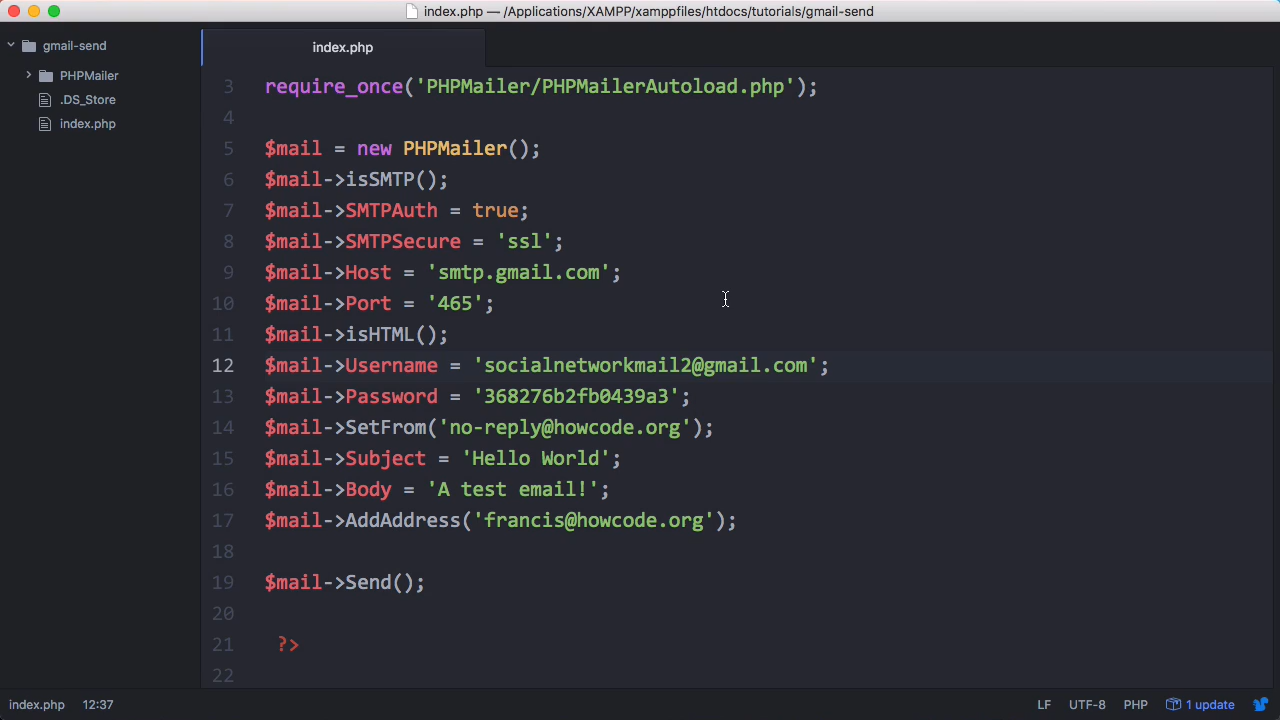 index.php — /Applications/XAMPP/xamppfiles/htdocs/tutorials/gmail-send
gmail-send
PHPMailer
.DS_Store
index.php
index.php
3 require_once('PHPMailer/PHPMailerAutoload.php');
4
5 $mail = new PHPMailer();
6 $mail->isSMTP();
7 $mail->SMTPAuth = true;
8 $mail->SMTPSecure = 'ssl';
9 $mail->Host = 'smtp.gmail.com';
10 $mail->Port = '465';
11 $mail->isHTML();
12 $mail->Username = 'socialnetworkmail2@gmail.com';
13 $mail->Password = '368276b2fb0439a3';
14 $mail->SetFrom('no-reply@howcode.org');
15 $mail->Subject = 'Hello World';
16 $mail->Body = 'A test email!';
17 $mail->AddAddress('francis@howcode.org');
18
19 $mail->Send();
20
21 ?>
22
index.php 12:37 LF UTF-8 PHP 1 update